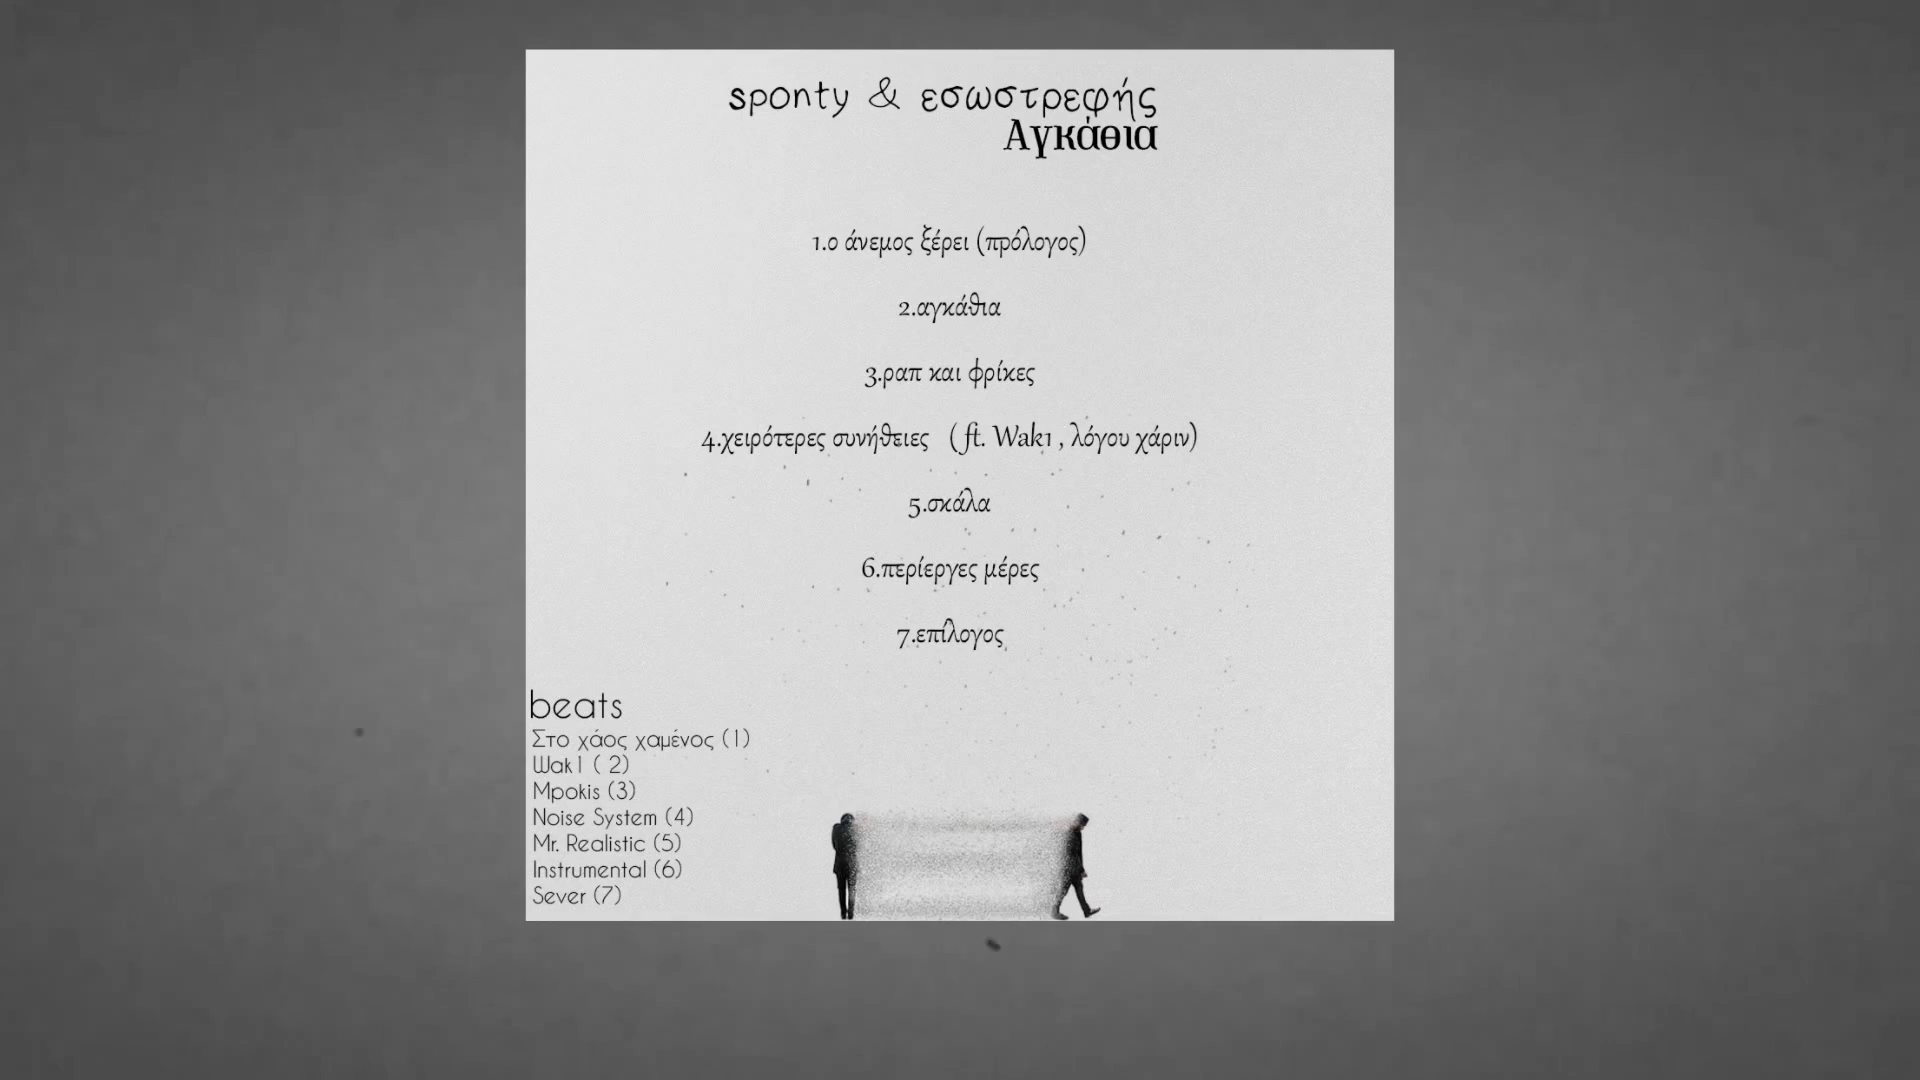 sponty & εσωστρεφής
Αγκάθια
1.ο άνεμος ξέρει (πρόλογος)
2.αγκάθια
3.ραπ και φρίκες
4.χειρότερες συνήθειες ( ft. Wak1 , λόγου χάριν)
5.σκάλα
6.περίεργες μέρες
7.επίλογος
beats
Στο χάος χαμένος (1)
Wak1 ( 2)
Mpokis (3)
Noise System (4)
Mr. Realistic (5)
Instrumental (6)
Sever (7)